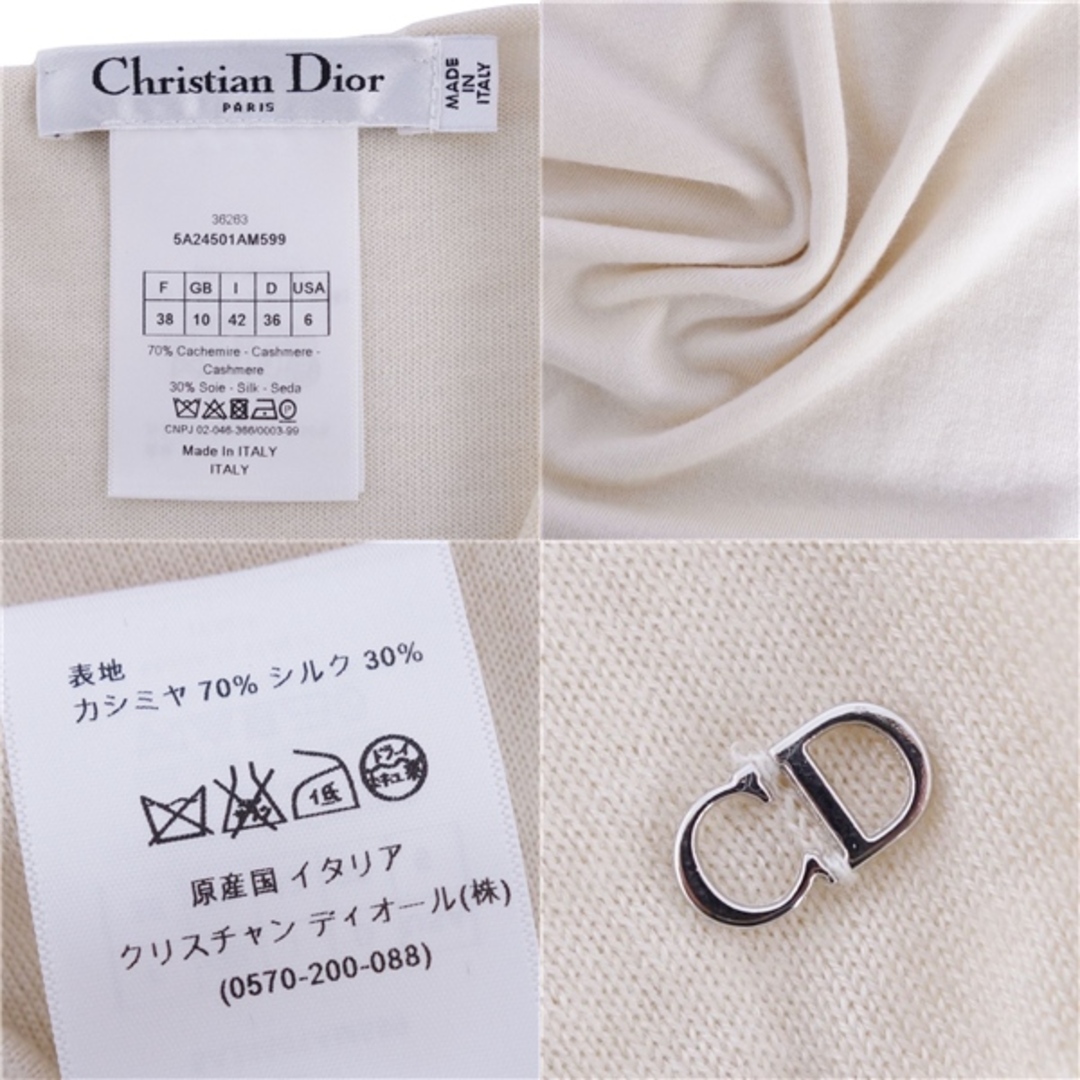 Christian Dior
PARIS
MADE
IN
ITALY
36263
5A24501AM599
F GB I D USA
38 10 42 36 6
70% Cachemire - Cashmere -
Cashmere
30% Soie - Silk - Seda
P
CNPJ 02-046-366/0003-99
Made In ITALY
ITALY
表地
カシミヤ 70% シルク 30%
低
ドライ
原産国 イタリア
クリスチャン ディオール(株)
(0570-200-088)
CD